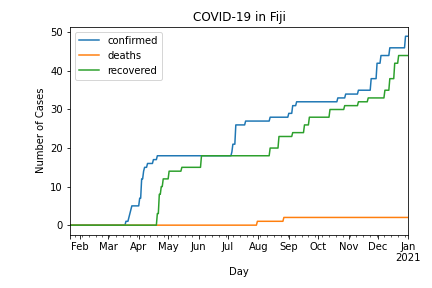 COVID-19 in Fiji
confirmed
deaths
recovered
Number of Cases
50
40
30
20
10
0
Feb Mar Apr May Jun Jul Aug Sep Oct Nov Dec Jan
2021
Day